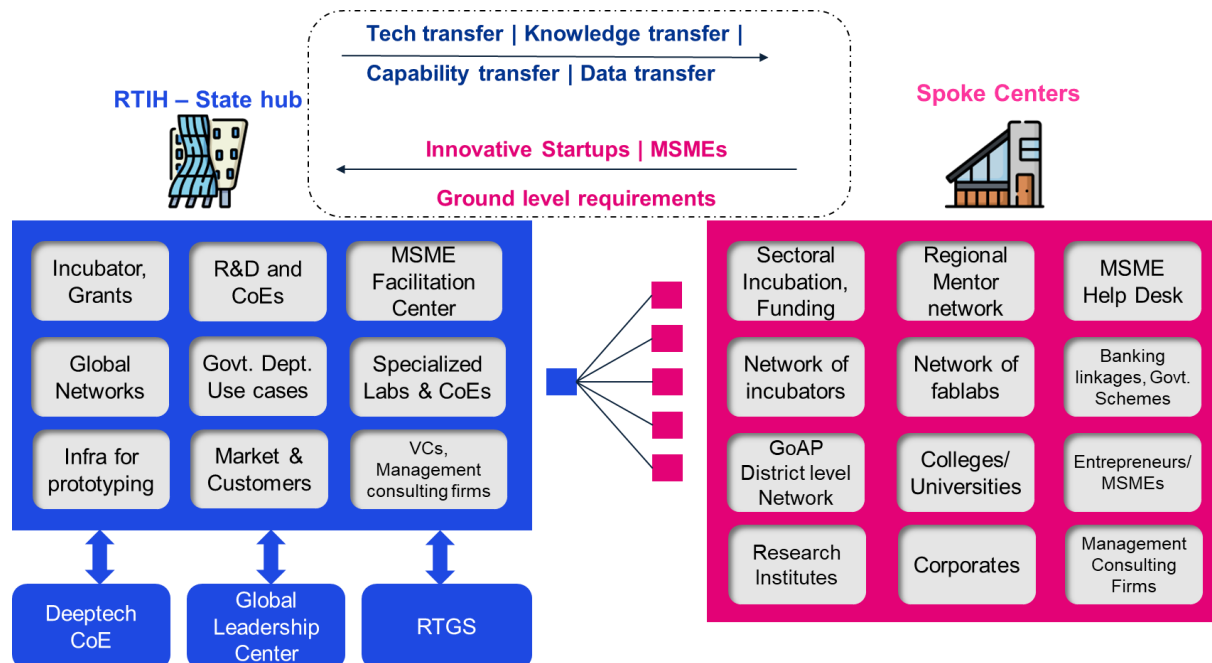 Tech transfer | Knowledge transfer |
Capability transfer | Data transfer
RTIH – State hub
Spoke Centers
Innovative Startups | MSMEs
Ground level requirements
Incubator,
Grants
R&D and
CoEs
MSME
Facilitation
Center
Global
Networks
Govt. Dept.
Use cases
Specialized
Labs & CoEs
Infra for
prototyping
Market &
Customers
VCs,
Management
consulting firms
Deeptech
CoE
Global
Leadership
Center
RTGS
Sectoral
Incubation,
Funding
Regional
Mentor
network
MSME
Help Desk
Network of
incubators
Network of
fablabs
Banking
linkages, Govt.
Schemes
GoAP
District level
Network
Colleges/
Universities
Entrepreneurs/
MSMEs
Research
Institutes
Corporates
Management
Consulting
Firms